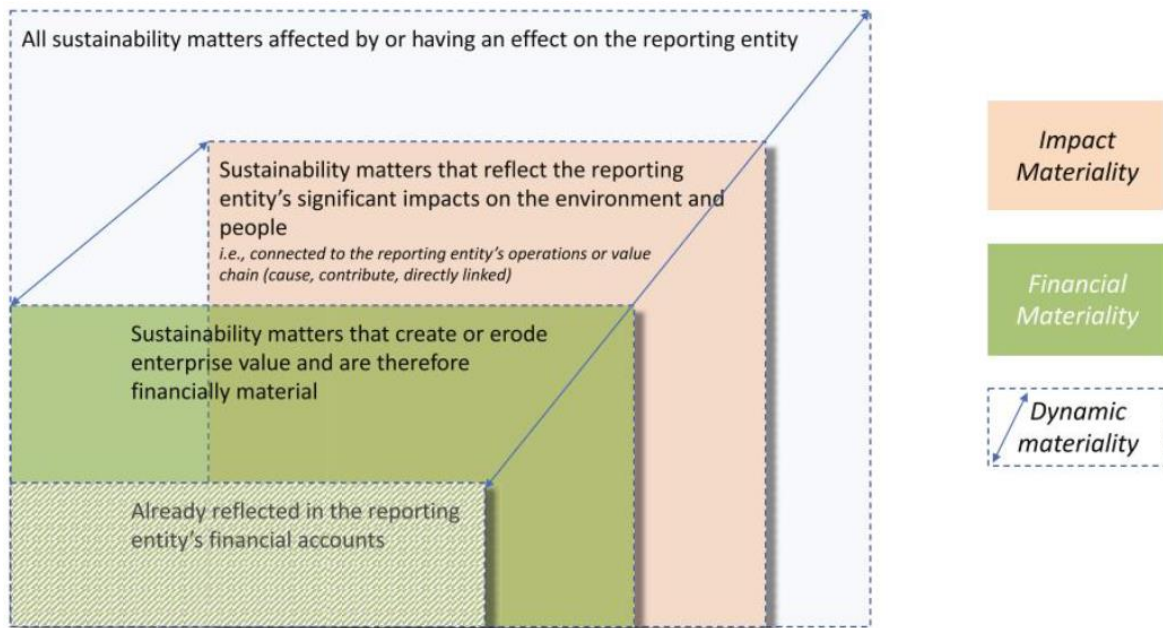 All sustainability matters affected by or having an effect on the reporting entity
Sustainability matters that reflect the reporting
entity’s significant impacts on the environment and
people
i.e., connected to the reporting entity’s operations or value
chain (cause, contribute, directly linked)
Sustainability matters that create or erode
enterprise value and are therefore
financially material
Already reflected in the reporting
entity’s financial accounts
Impact
Materiality
Financial
Materiality
Dynamic
materiality